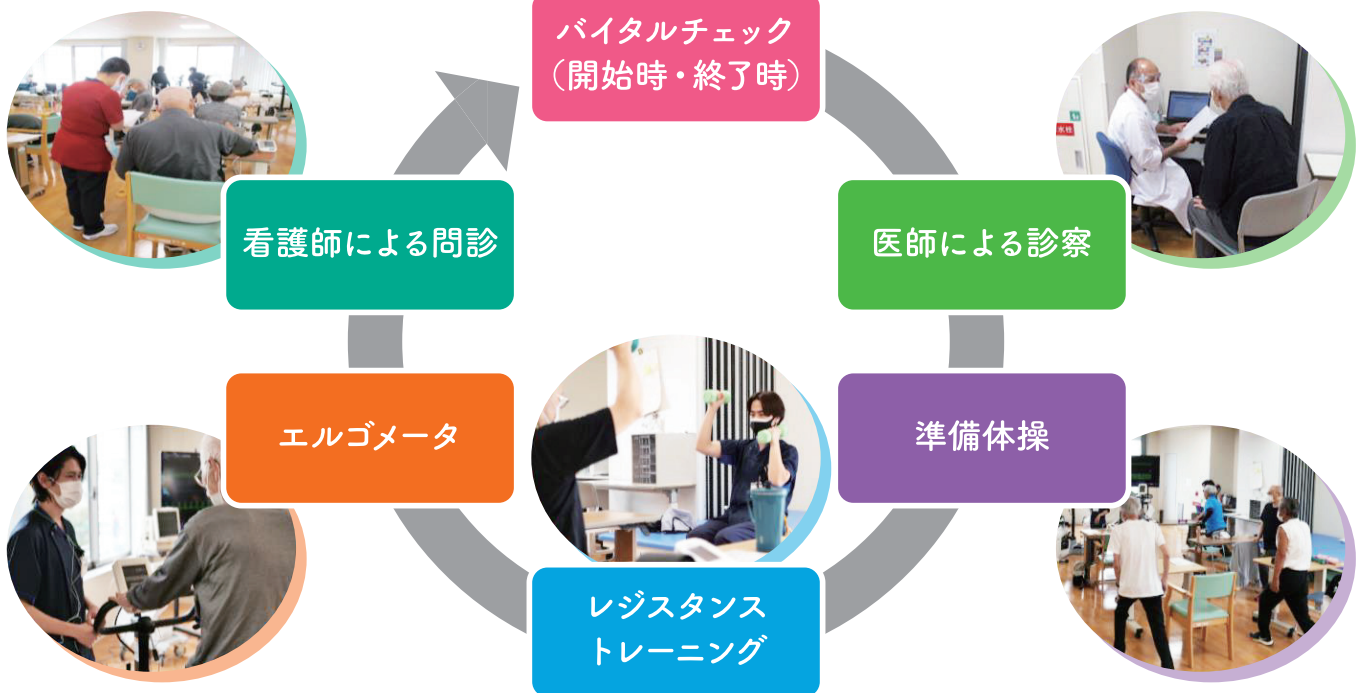 バイタルチェック
（開始時・終了時）
医師による診察
準備体操
レジスタンス
トレーニング
エルゴメータ
看護師による問診
水栓